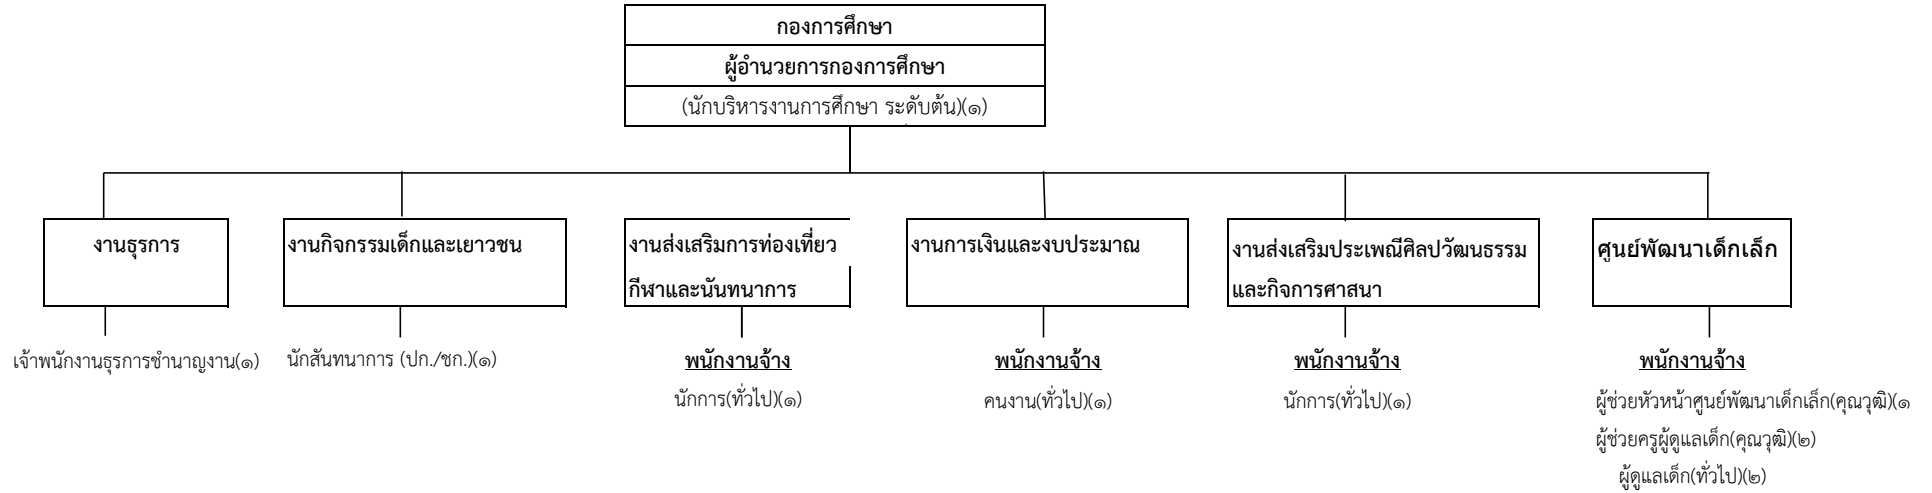 กองการศึกษา
ผู้อำนวยการกองการศึกษา
(นักบริหารงานการศึกษา ระดับต้น)(๑)
งานธุรการ
เจ้าพนักงานธุรการชำนาญงาน(๑)
งานกิจกรรมเด็กและเยาวชน
นักสันทนาการ (ปก./ชก.)(๑)
งานส่งเสริมการท่องเที่ยว
กีฬาและนันทนาการ
พนักงานจ้าง
นักการ(ทั่วไป)(๑)
งานการเงินและงบประมาณ
พนักงานจ้าง
คนงาน(ทั่วไป)(๑)
งานส่งเสริมประเพณีศิลปวัฒนธรรม
และกิจการศาสนา
พนักงานจ้าง
นักการ(ทั่วไป)(๑)
ศูนย์พัฒนาเด็กเล็ก
พนักงานจ้าง
ผู้ช่วยหัวหน้าศูนย์พัฒนาเด็กเล็ก(คุณวุฒิ)(๑
ผู้ช่วยครูผู้ดูแลเด็ก(คุณวุฒิ)(๒)
ผู้ดูแลเด็ก(ทั่วไป)(๒)